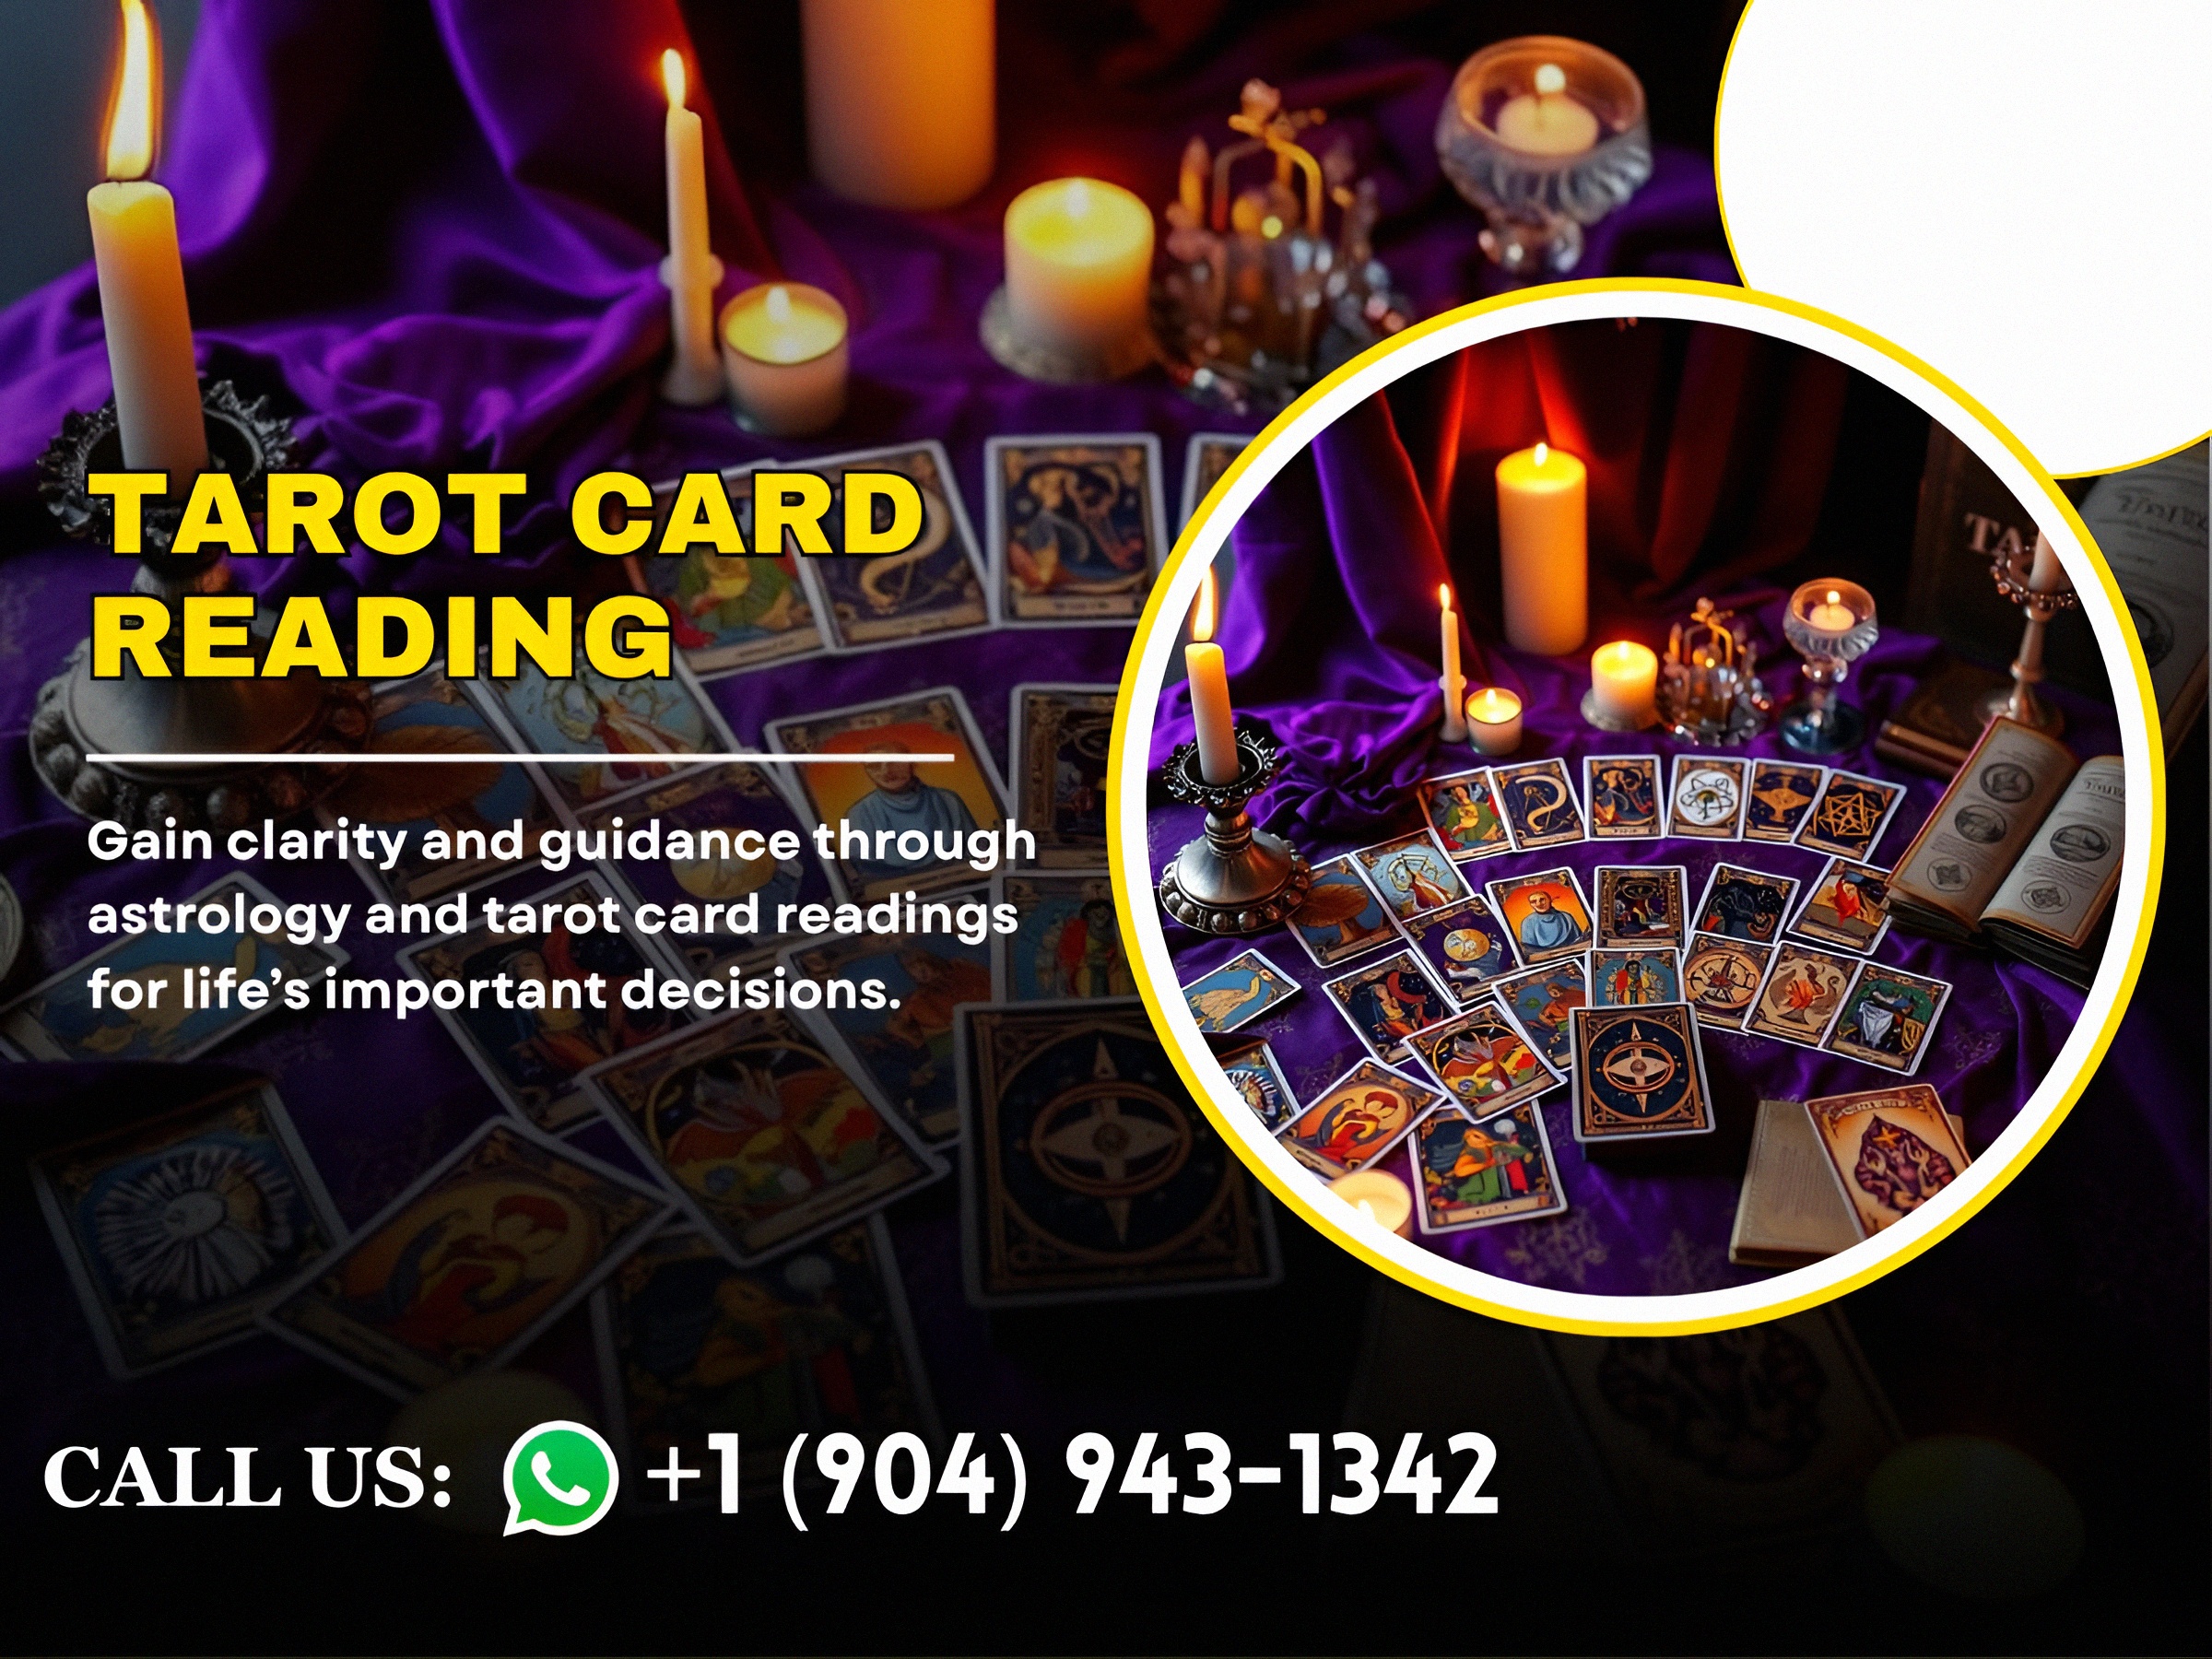 TAROT CARD
READING
Gain clarity and guidance through
astrology and tarot card readings
for life's important decisions.
CALL US: +1 (904) 943-1342